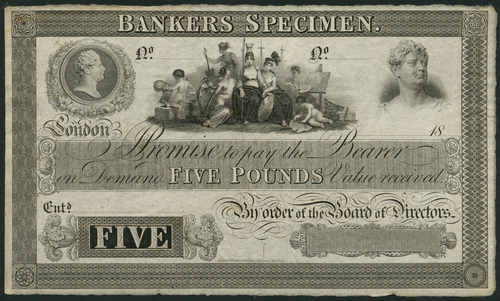 BANKERS SPECIMEN.
No No
London 18
I Promise to pay the Bearer
on Demand FIVE POUNDS Value received
Entd
By order of the Board of Directors.
FIVE